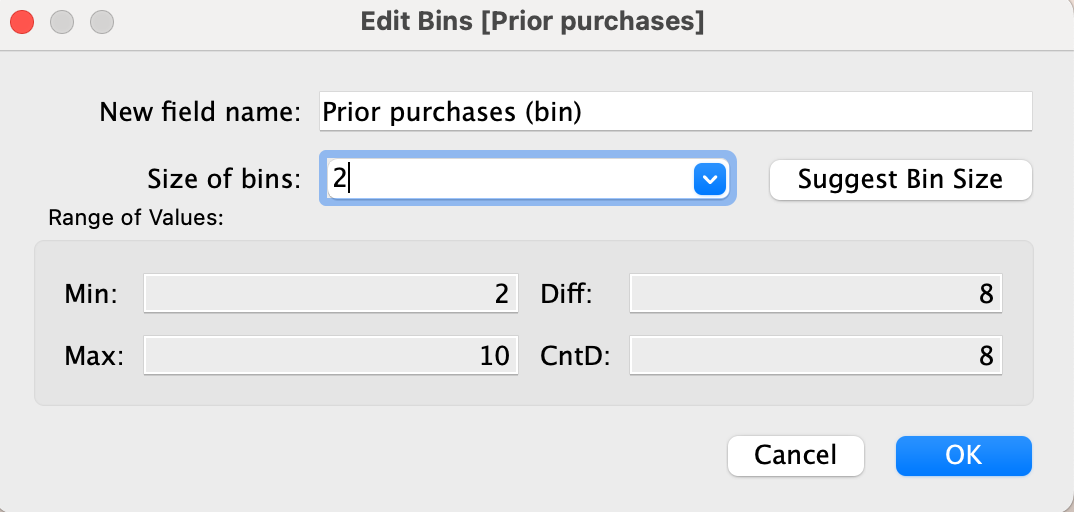 Edit Bins [Prior purchases]
New field name: Prior purchases (bin)
Size of bins: 2 Suggest Bin Size
Range of Values:
Min: 2 Diff: 8
Max: 10 CntD: 8
Cancel OK